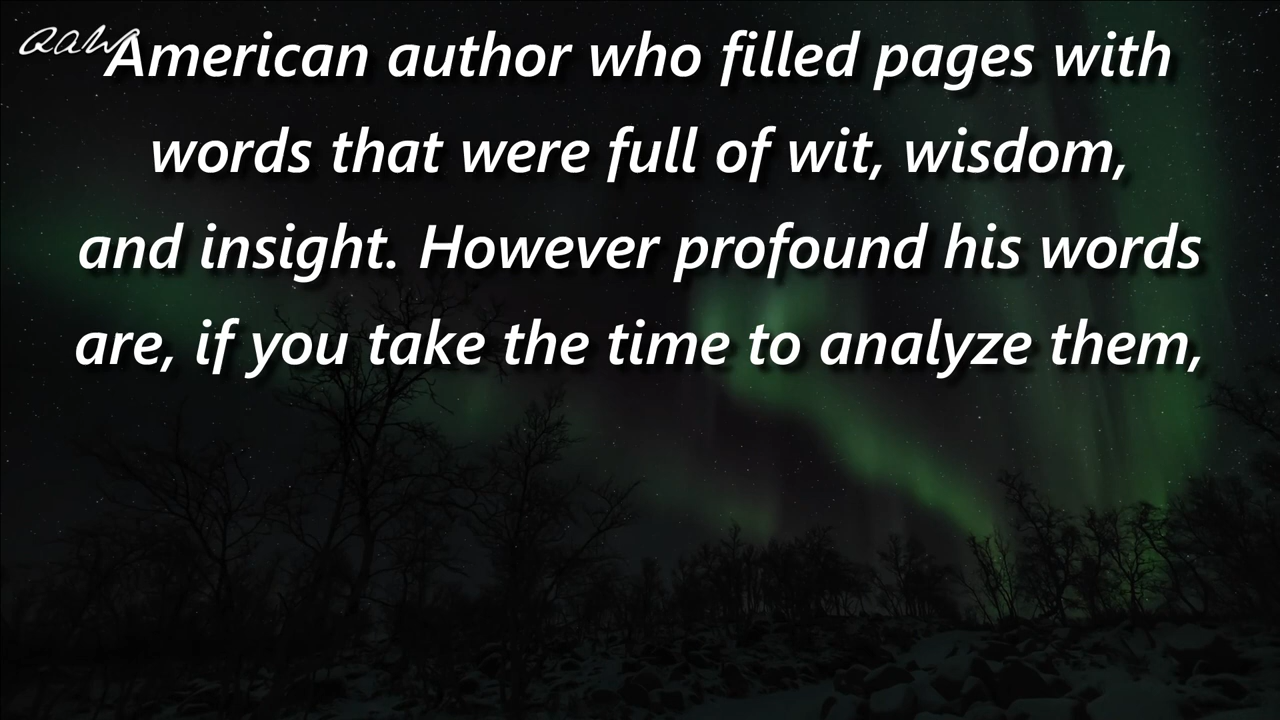 American author who filled pages with
words that were full of wit, wisdom,
and insight. However profound his words
are, if you take the time to analyze them,